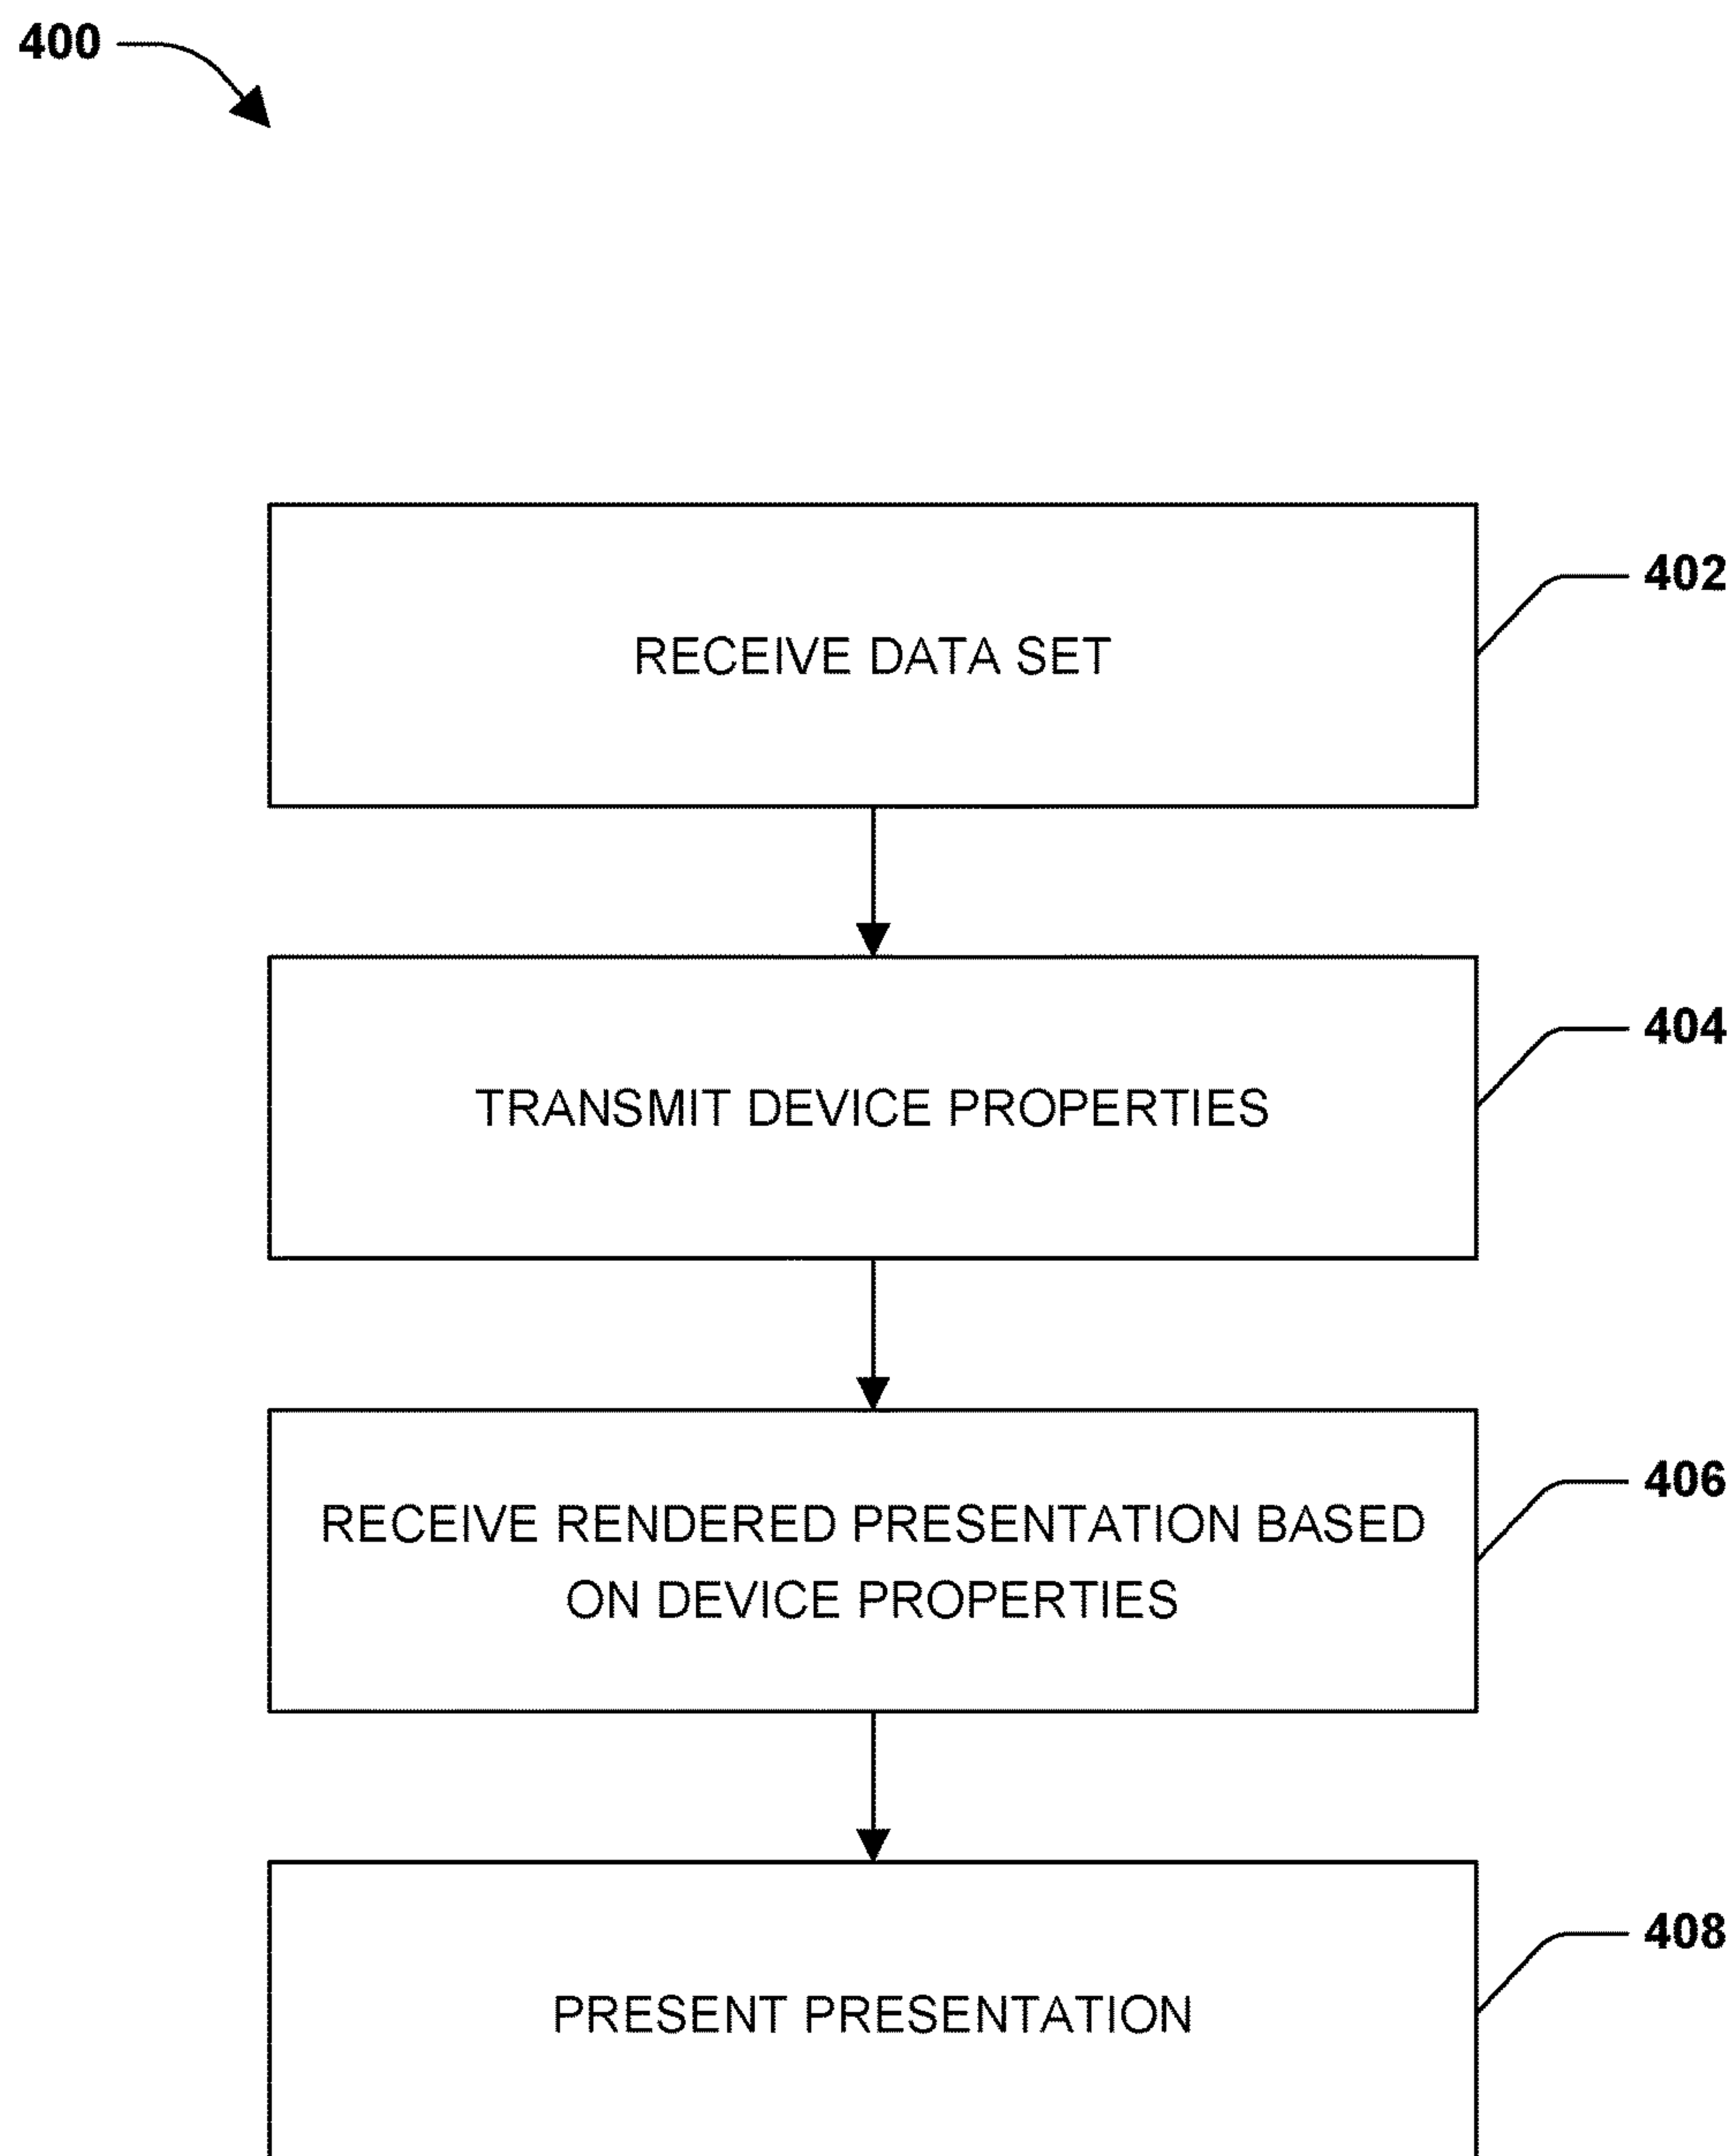 400
RECEIVE DATA SET
402
TRANSMIT DEVICE PROPERTIES
404
RECEIVE RENDERED PRESENTATION BASED
ON DEVICE PROPERTIES
406
PRESENT PRESENTATION
408